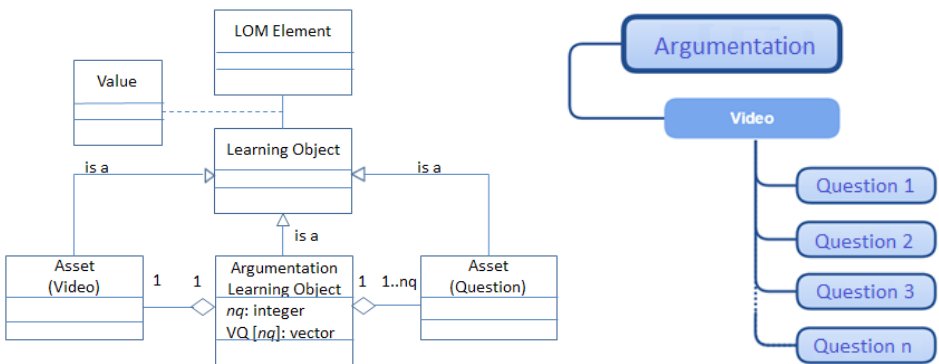 LOM Element
Value
Learning Object
is a
is a
is a
Asset
(Video)
1
1
Argumentation
Learning Object
nq: integer
VQ [nq]: vector
1
1..nq
Asset
(Question)
Argumentation
Video
Question 1
Question 2
Question 3
Question n